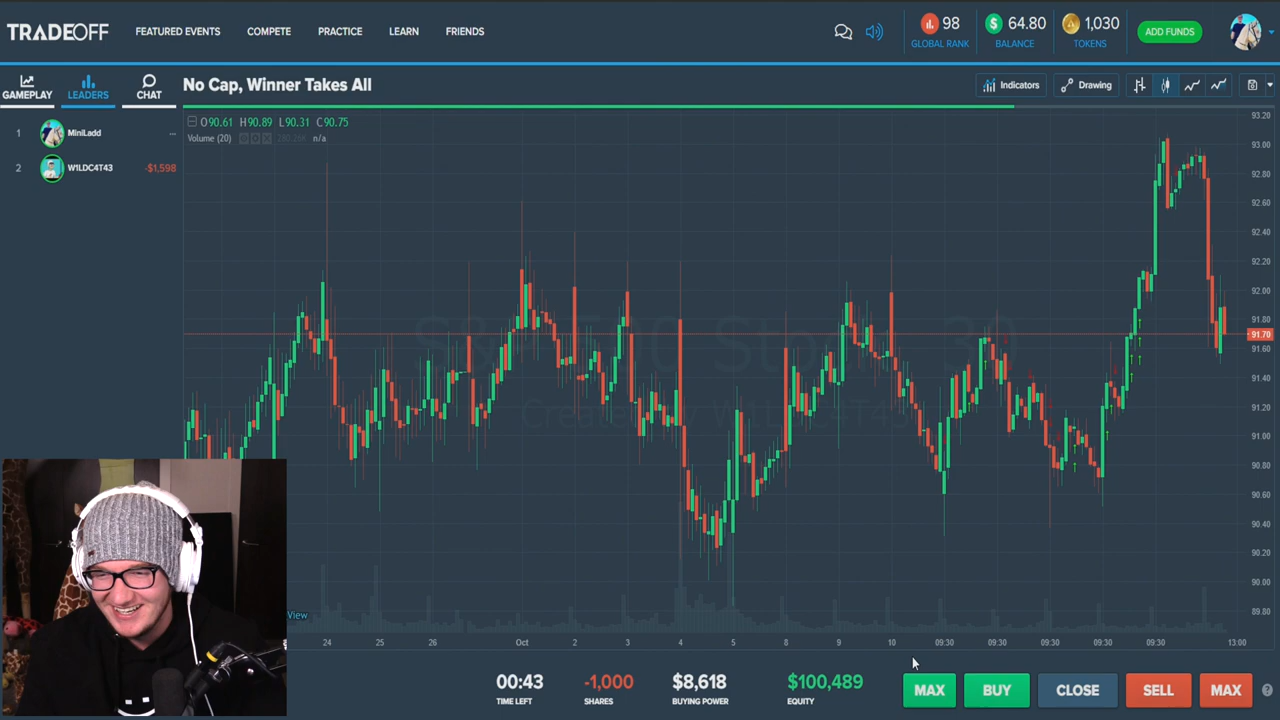 TRADEOFF
FEATURED EVENTS COMPETE PRACTICE LEARN FRIENDS
98
GLOBAL RANK
$ 64.80
BALANCE
1,030
TOKENS
ADD FUNDS
GAMEPLAY LEADERS CHAT
No Cap, Winner Takes All
Indicators Drawing
1 MiniLadd ...
2 W1LDC4T43 -$1,598
O90.61 H90.89 L90.31 C90.75
Volume (20) n/a
93.20
93.00
92.80
92.60
92.40
92.20
92.00
91.80
91.70
91.60
91.40
91.20
91.00
90.80
90.60
90.40
90.20
90.00
89.80
Created by W1LDC4T43
View
24 25 26 Oct 2 3 4 5 8 9 10 09:30 09:30 09:30 09:30 09:30 13:00
00:43
TIME LEFT
-1,000
SHARES
$8,618
BUYING POWER
$100,489
EQUITY
MAX BUY CLOSE SELL MAX ?